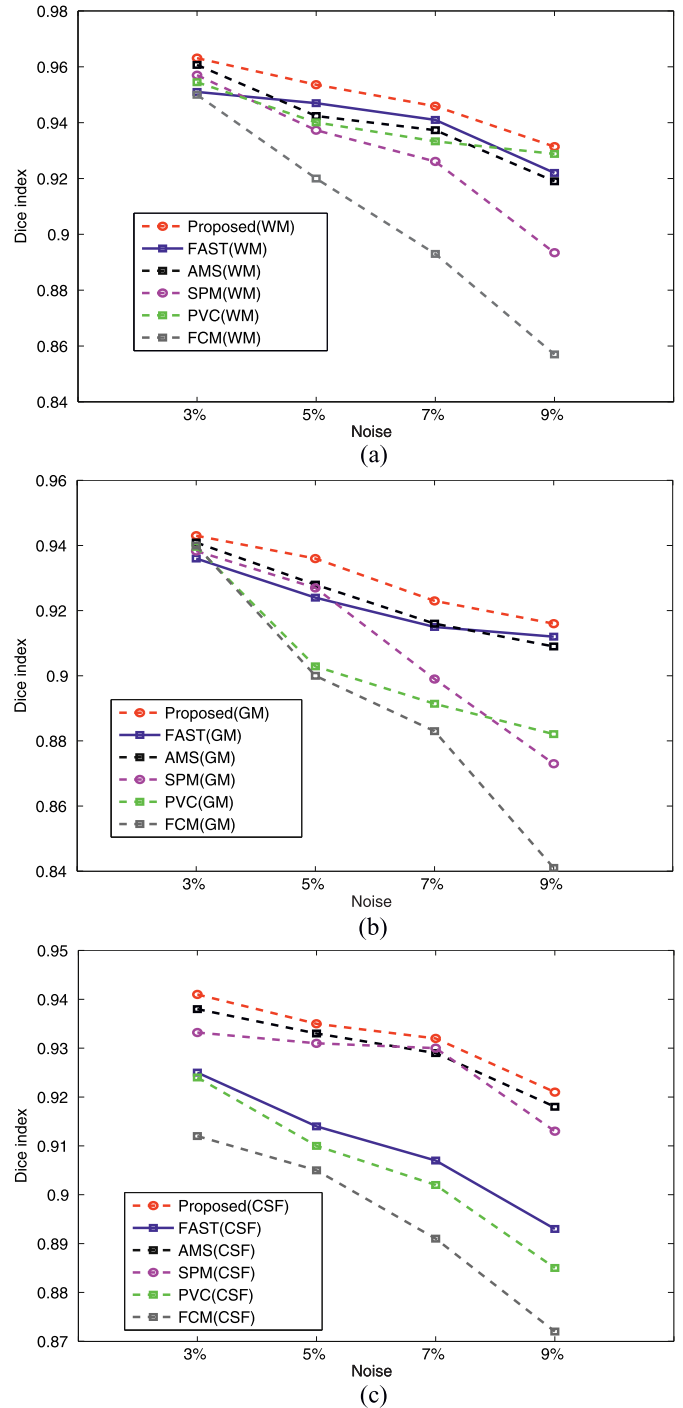 0.98
0.96
0.94
0.92
0.9
0.88
0.86
0.84
Dice index
Proposed(WM)
FAST(WM)
AMS(WM)
SPM(WM)
PVC(WM)
FCM(WM)
3% 5% 7% 9%
Noise
(a)
0.96
0.94
0.92
0.9
0.88
0.86
0.84
Dice index
Proposed(GM)
FAST(GM)
AMS(GM)
SPM(GM)
PVC(GM)
FCM(GM)
3% 5% 7% 9%
Noise
(b)
0.95
0.94
0.93
0.92
0.91
0.9
0.89
0.88
0.87
Dice index
Proposed(CSF)
FAST(CSF)
AMS(CSF)
SPM(CSF)
PVC(CSF)
FCM(CSF)
3% 5% 7% 9%
Noise
(c)